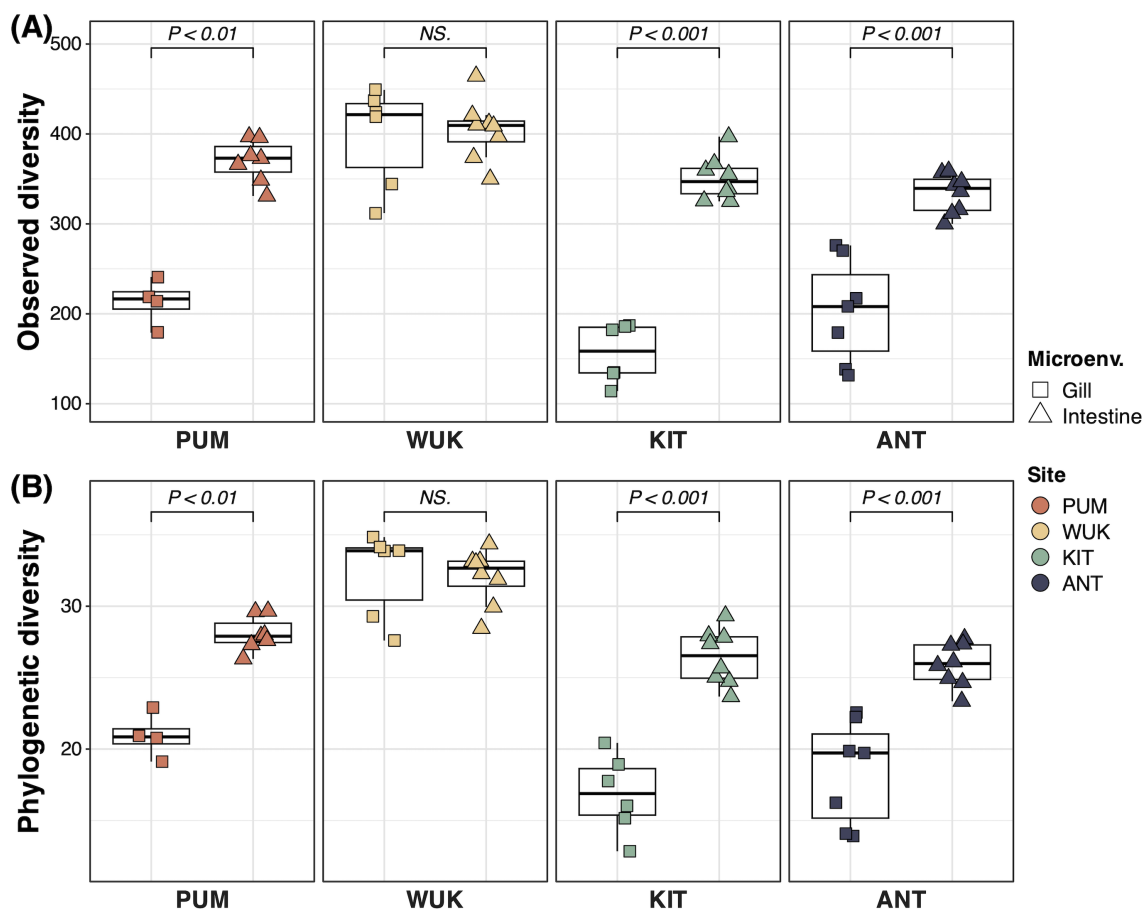 (A)
P < 0.01
NS.
P < 0.001
P < 0.001
Observed diversity
500
400
300
200
100
PUM
WUK
KIT
ANT
Microenv.
Gill
Intestine
Site
PUM
WUK
KIT
ANT
(B)
P < 0.01
NS.
P < 0.001
P < 0.001
Phylogenetic diversity
30
20
PUM
WUK
KIT
ANT